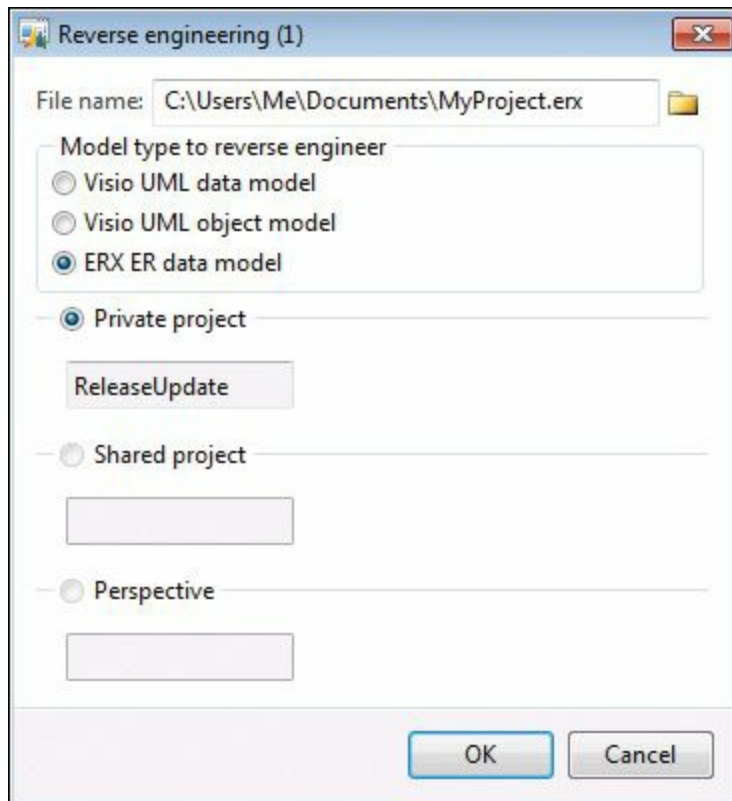 Reverse engineering (1)
File name: C:\Users\Me\Documents\MyProject.erx
Model type to reverse engineer
Visio UML data model
Visio UML object model
ERX ER data model
Private project
ReleaseUpdate
Shared project
Perspective
OK Cancel